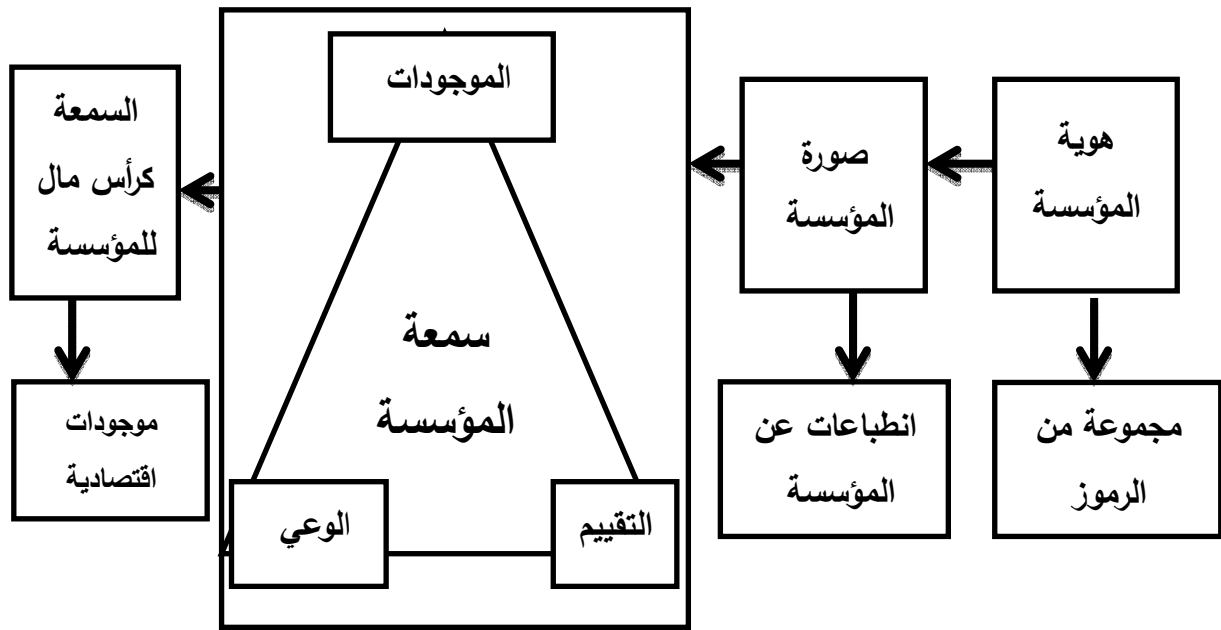 هوية
المؤسسة
مجموعة من
الرموز
صورة
المؤسسة
انطباعات عن
المؤسسة
الموجودات
سمعة
المؤسسة
التقييم
الوعي
السمعة
كرأس مال
للمؤسسة
موجودات
اقتصادية